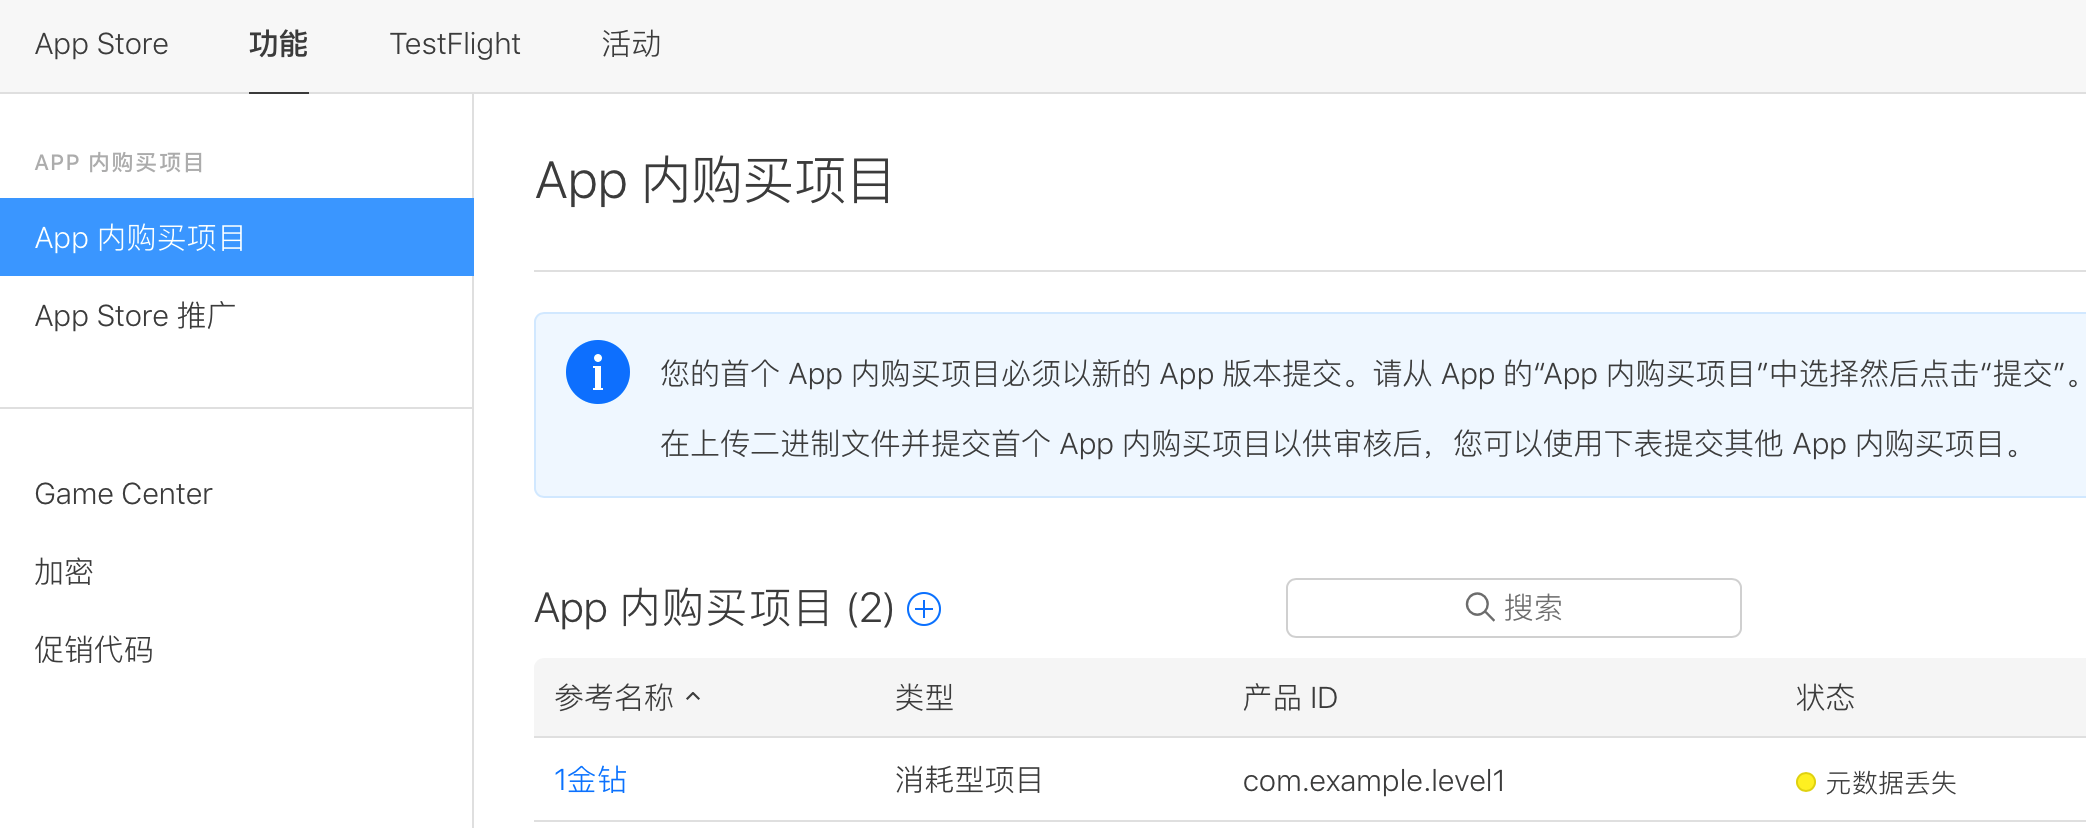 App Store 功能 TestFlight 活动
APP 内购买项目
App 内购买项目
App Store 推广
Game Center
加密
促销代码
App 内购买项目
您的首个 App 内购买项目必须以新的 App 版本提交。请从 App 的“App 内购买项目”中选择然后点击“提交”。
在上传二进制文件并提交首个 App 内购买项目以供审核后，您可以使用下表提交其他 App 内购买项目。
App 内购买项目 (2)
搜索
参考名称 类型 产品 ID 状态
1金钻 消耗型项目 com.example.level1 元数据丢失